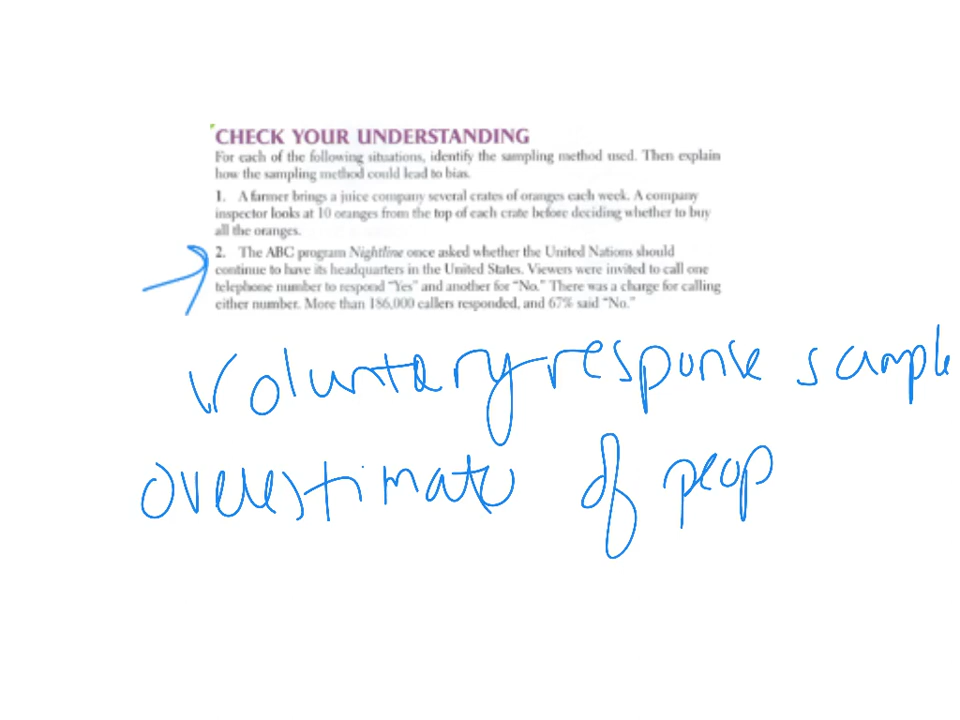 CHECK YOUR UNDERSTANDING
For each of the following situations, identify the sampling method used. Then explain
how the sampling method could lead to bias.
1. A farmer brings a juice company several crates of oranges each week. A company
inspector looks at 10 oranges from the top of each crate before deciding whether to buy
all the oranges.
2. The ABC program Nightline once asked whether the United Nations should
continue to have its headquarters in the United States. Viewers were invited to call one
telephone number to respond "Yes" and another for "No." There was a charge for calling
either number. More than 186,000 callers responded, and 67% said "No."
voluntary response sample
overestimate of peop